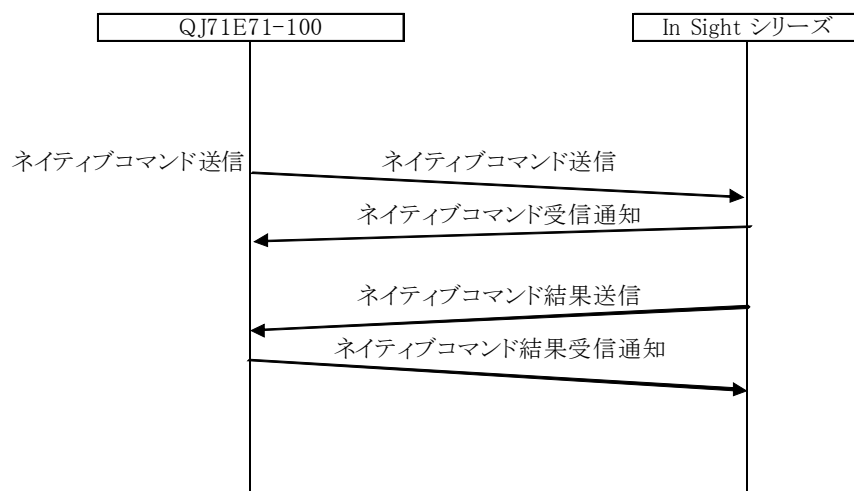 QJ71E71-100
In Sight シリーズ
ネイティブコマンド送信
ネイティブコマンド送信
ネイティブコマンド受信通知
ネイティブコマンド結果送信
ネイティブコマンド結果受信通知